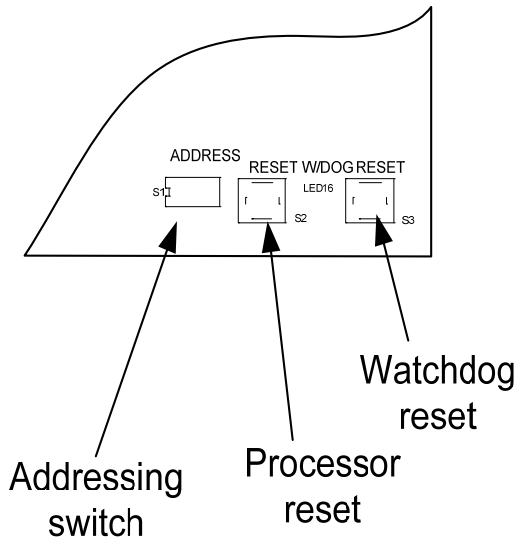 ADDRESS
RESET W/DOG RESET
S1
LED16
S2
S3
Watchdog
reset
Processor
reset
Addressing
switch